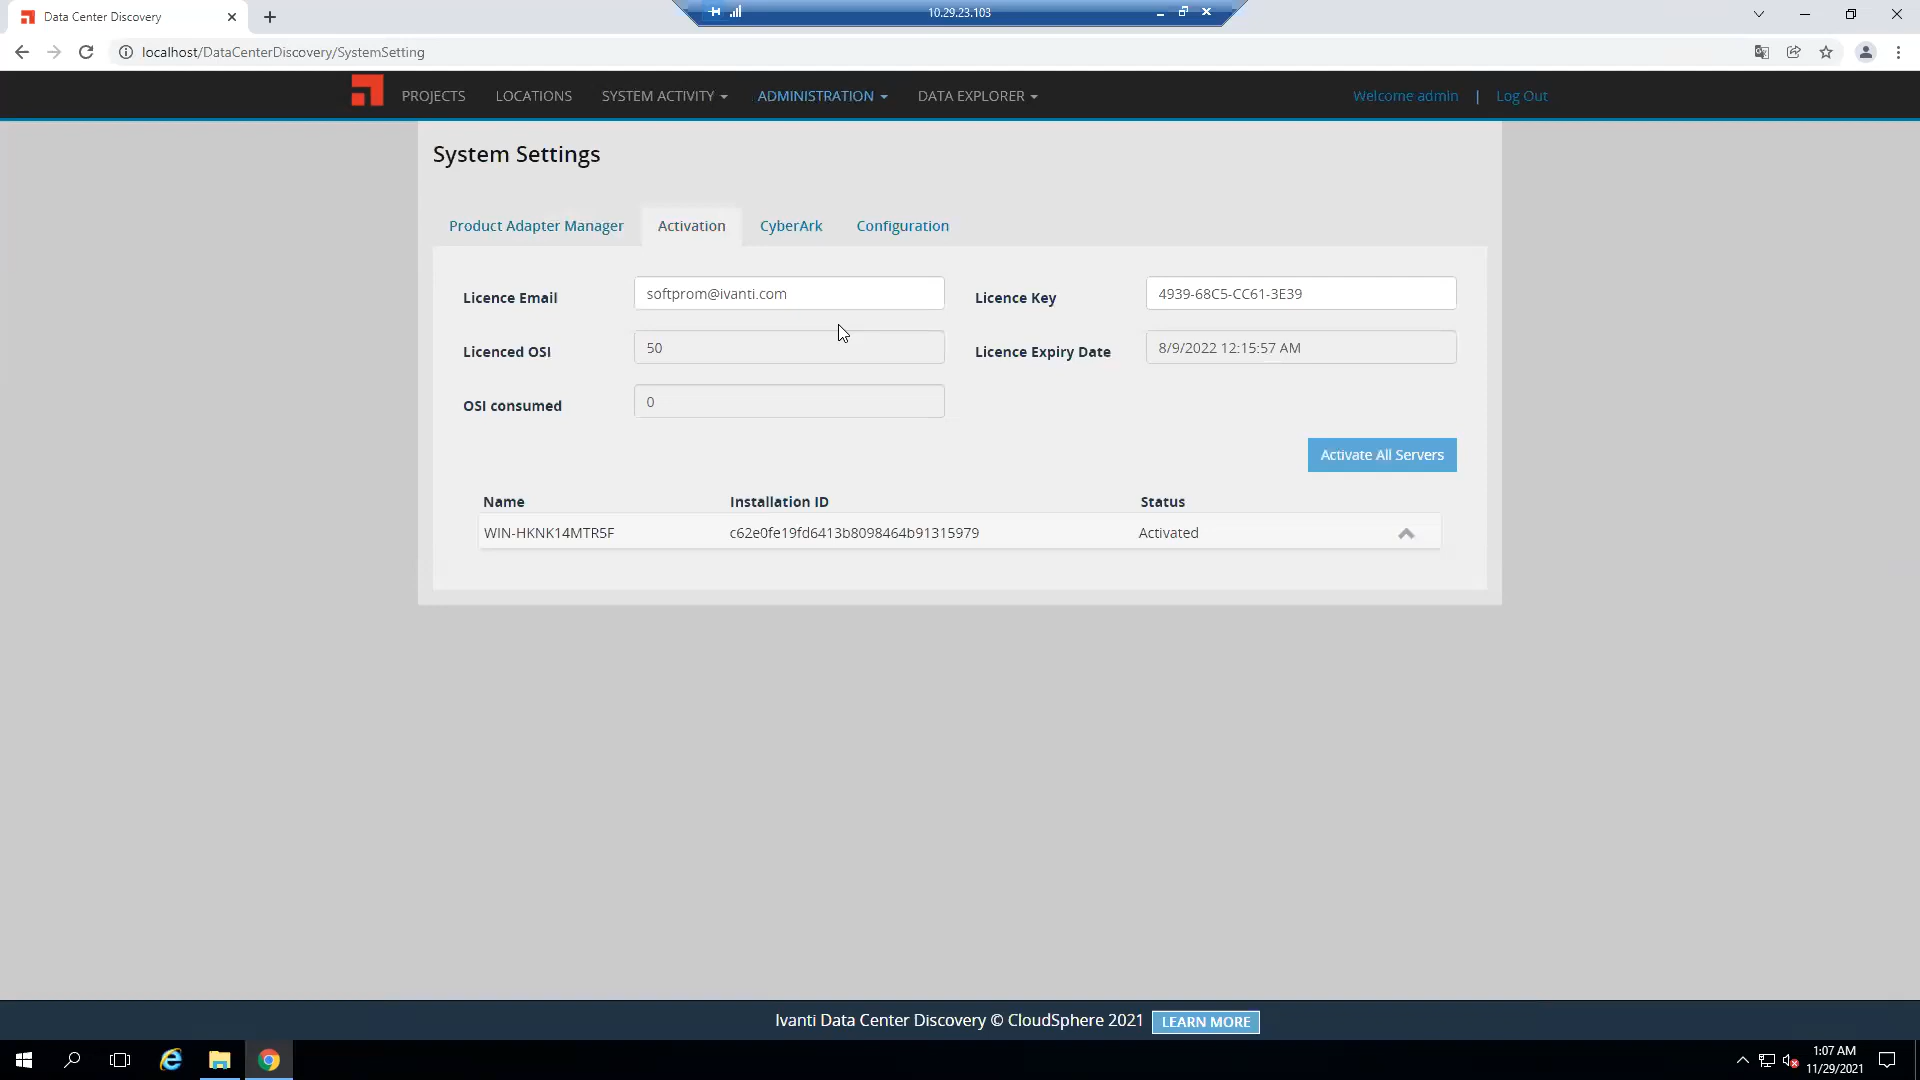 Data Center Discovery
10.29.23.103
localhost/DataCenterDiscovery/SystemSetting
PROJECTS LOCATIONS SYSTEM ACTIVITY ADMINISTRATION DATA EXPLORER Welcome admin | Log Out
System Settings
Product Adapter Manager Activation CyberArk Configuration
Licence Email softprom@ivanti.com Licence Key 4939-68C5-CC61-3E39
Licenced OSI 50 Licence Expiry Date 8/9/2022 12:15:57 AM
OSI consumed 0
Activate All Servers
Name Installation ID Status
WIN-HKNK14MTR5F c62e0fe19fd6413b8098464b91315979 Activated
Ivanti Data Center Discovery © CloudSphere 2021 LEARN MORE
1:07 AM
11/29/2021